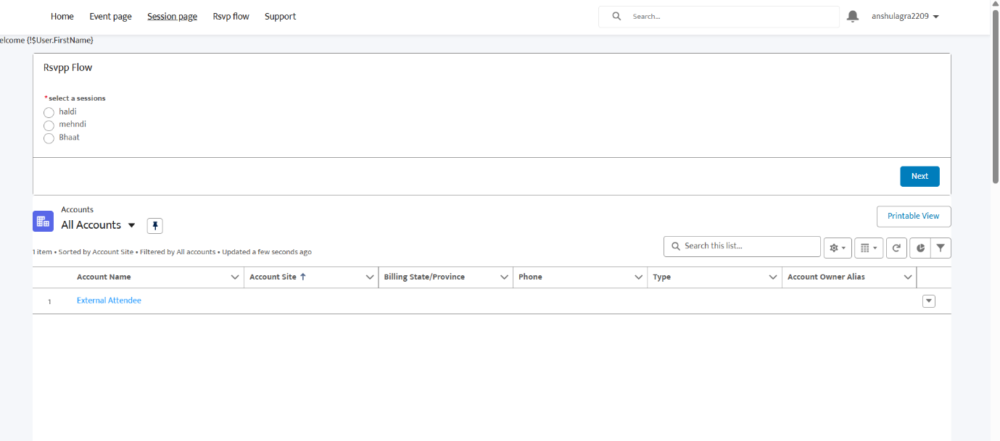 Home Event page Session page Rsvp flow Support Search... anshulagra2209
elcome {!$User.FirstName}
Rsvpp Flow
*select a sessions
haldi
mehndi
Bhaat
Next
Accounts
All Accounts
Printable View
1 item • Sorted by Account Site • Filtered by All accounts • Updated a few seconds ago
Search this list...
Account Name Account Site Billing State/Province Phone Type Account Owner Alias
1 External Attendee